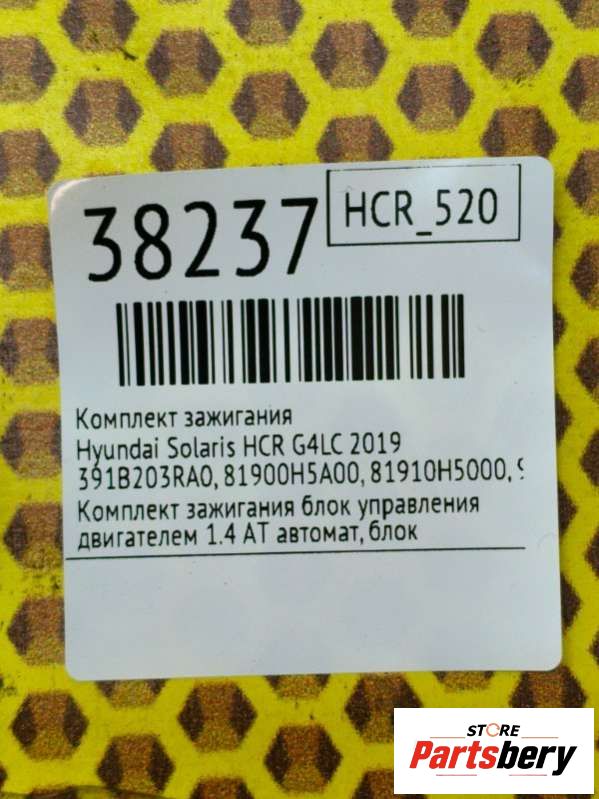 38237
HCR_520
Комплект зажигания
Hyundai Solaris HCR G4LC 2019
391B203RA0, 81900H5A00, 81910H5000,
Комплект зажигания блок управления
двигателем 1.4 AT автомат, блок
STORE
Partsbery